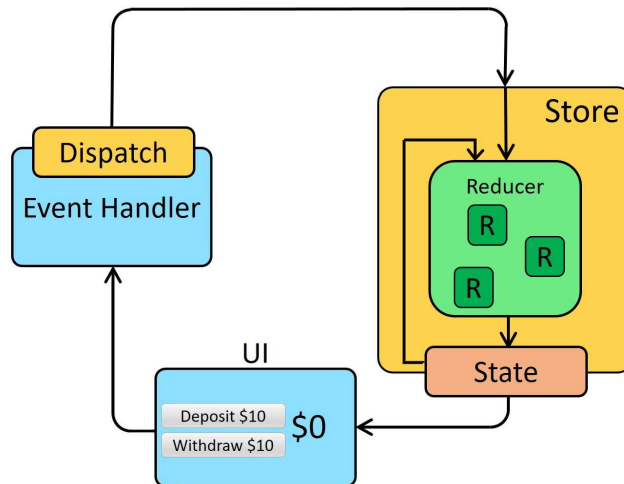 Store
Dispatch
Event Handler
Reducer
R
R
R
State
UI
Deposit $10
Withdraw $10
$0